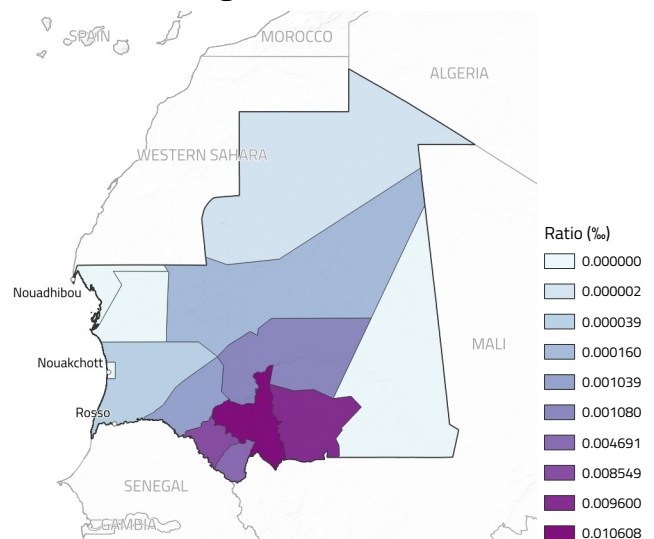 SPAIN
MOROCCO
ALGERIA
WESTERN SAHARA
Ratio (‰)
0.000000
0.000002
0.000039
0.000160
0.001039
0.001080
0.004691
0.008549
0.009600
0.010608
Nouadhibou
MALI
Nouakchott
Rosso
SENEGAL
GAMBIA